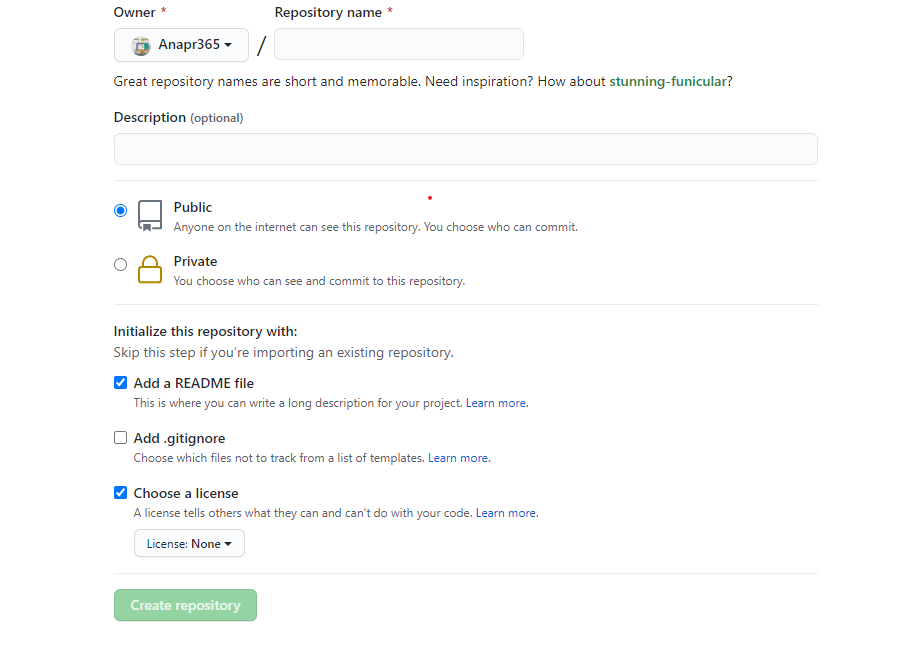 Owner * Repository name *
Anapr365 /
Great repository names are short and memorable. Need inspiration? How about stunning-funicular?
Description (optional)
Public
Anyone on the internet can see this repository. You choose who can commit.
Private
You choose who can see and commit to this repository.
Initialize this repository with:
Skip this step if you’re importing an existing repository.
Add a README file
This is where you can write a long description for your project. Learn more.
Add .gitignore
Choose which files not to track from a list of templates. Learn more.
Choose a license
A license tells others what they can and can't do with your code. Learn more.
License: None
Create repository